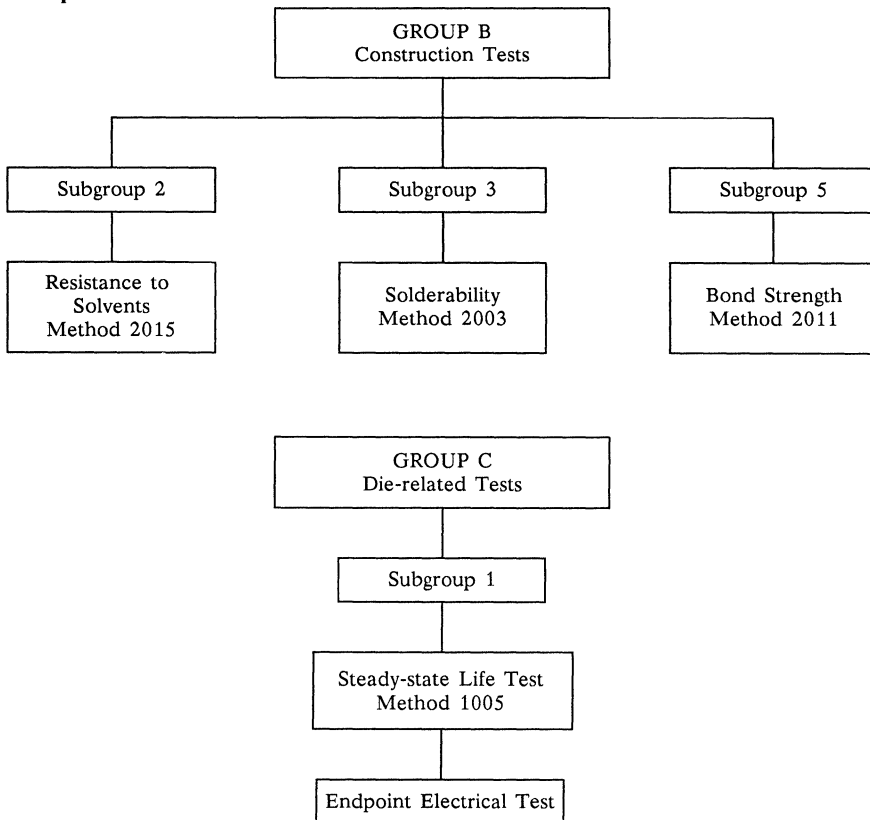 GROUP B
Construction Tests
Subgroup 2
Subgroup 3
Subgroup 5
Resistance to
Solvents
Method 2015
Solderability
Method 2003
Bond Strength
Method 2011
GROUP C
Die-related Tests
Subgroup 1
Steady-state Life Test
Method 1005
Endpoint Electrical Test